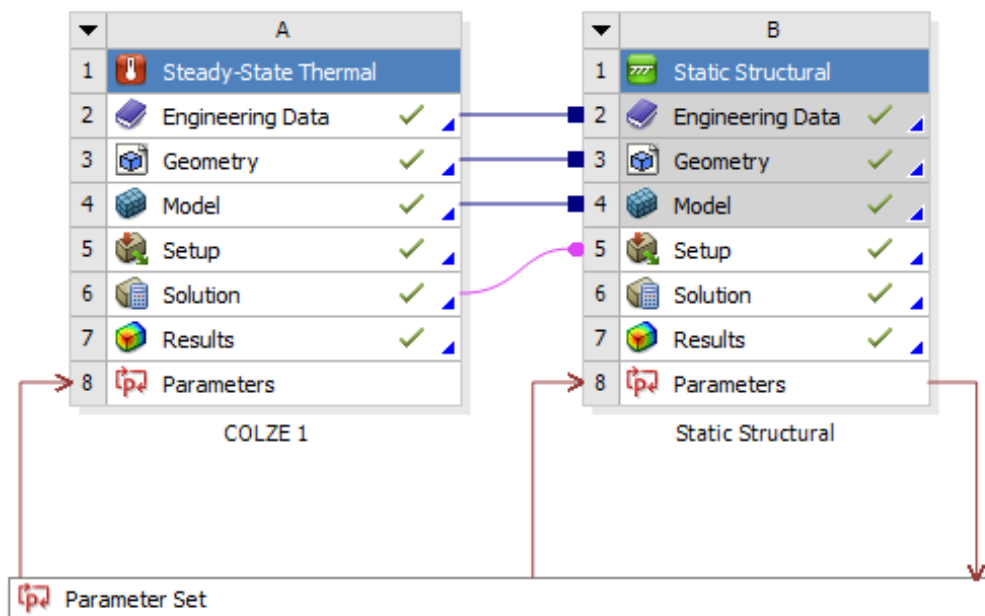 A
1 Steady-State Thermal
2 Engineering Data
3 Geometry
4 Model
5 Setup
6 Solution
7 Results
8 Parameters
COLZE 1
B
1 Static Structural
2 Engineering Data
3 Geometry
4 Model
5 Setup
6 Solution
7 Results
8 Parameters
Static Structural
Parameter Set